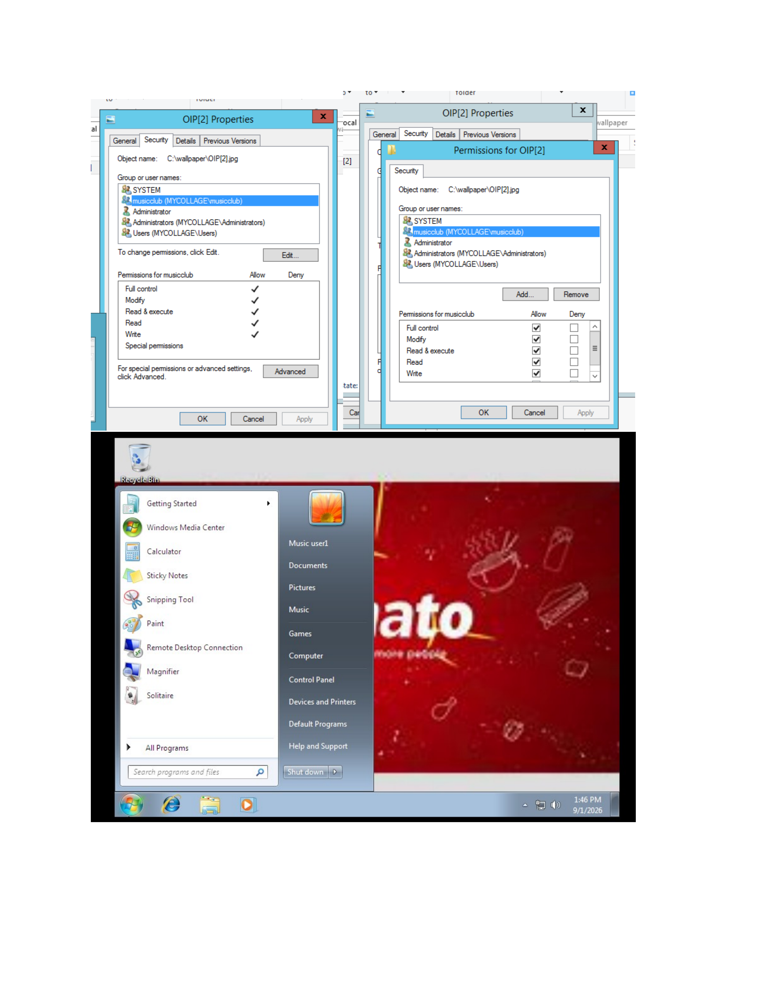 to
folder
OIP[2] Properties
al
General
Security
Details
Previous Versions
Object name: C:\wallpaper\OIP[2].jpg
Group or user names:
SYSTEM
musicclub (MYCOLLAGE\musicclub)
Administrator
Administrators (MYCOLLAGE\Administrators)
Users (MYCOLLAGE\Users)
To change permissions, click Edit.
Edit...
Permissions for musicclub Allow Deny
Full control
Modify
Read & execute
Read
Write
Special permissions
For special permissions or advanced settings,
click Advanced.
Advanced
OK Cancel Apply
to
folder
OIP[2] Properties
ocal
wallpaper
General
Security
Details
Previous Versions
Permissions for OIP[2]
[2]
Security
Object name: C:\wallpaper\OIP[2].jpg
Group or user names:
SYSTEM
musicclub (MYCOLLAGE\musicclub)
Administrator
Administrators (MYCOLLAGE\Administrators)
Users (MYCOLLAGE\Users)
Add... Remove
Permissions for musicclub Allow Deny
Full control
Modify
Read & execute
Read
Write
tate:
Car
OK Cancel Apply
Recycle Bin
Getting Started
Windows Media Center
Calculator
Sticky Notes
Snipping Tool
Paint
Remote Desktop Connection
Magnifier
Solitaire
All Programs
Search programs and files
Music user1
Documents
Pictures
Music
Games
Computer
Control Panel
Devices and Printers
Default Programs
Help and Support
Shut down
ato
more people
1:46 PM
9/1/2026